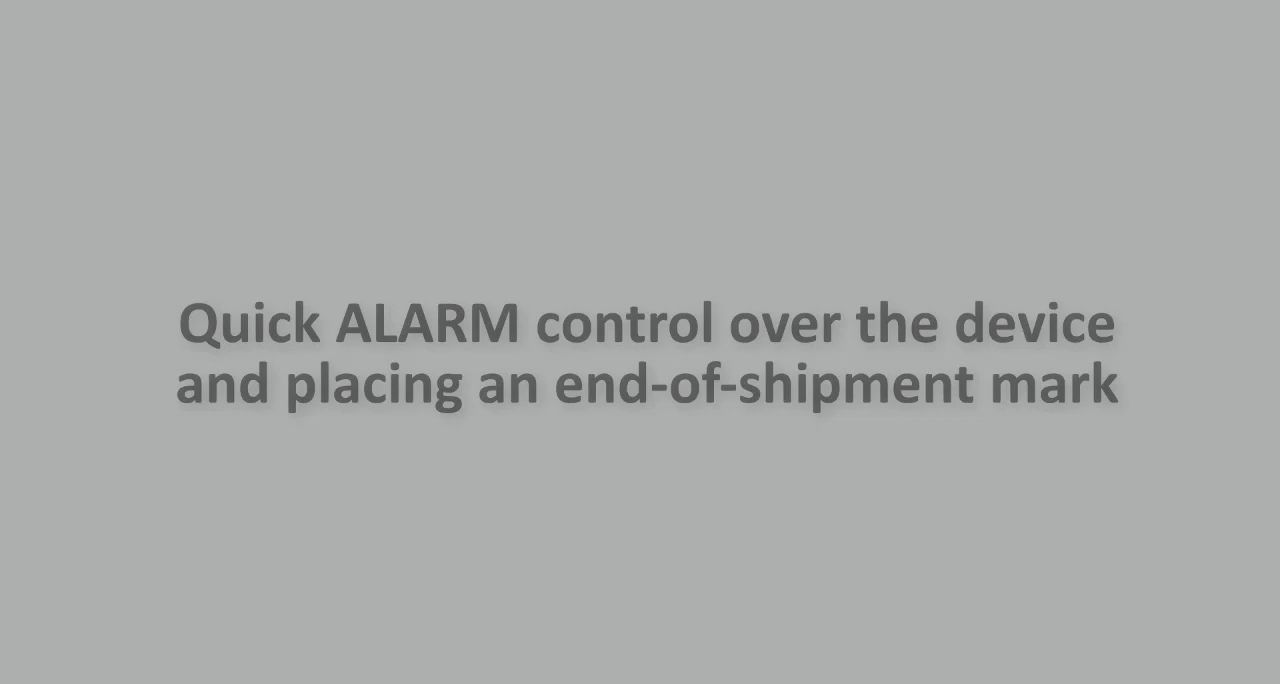 Quick ALARM control over the device
and placing an end-of-shipment mark